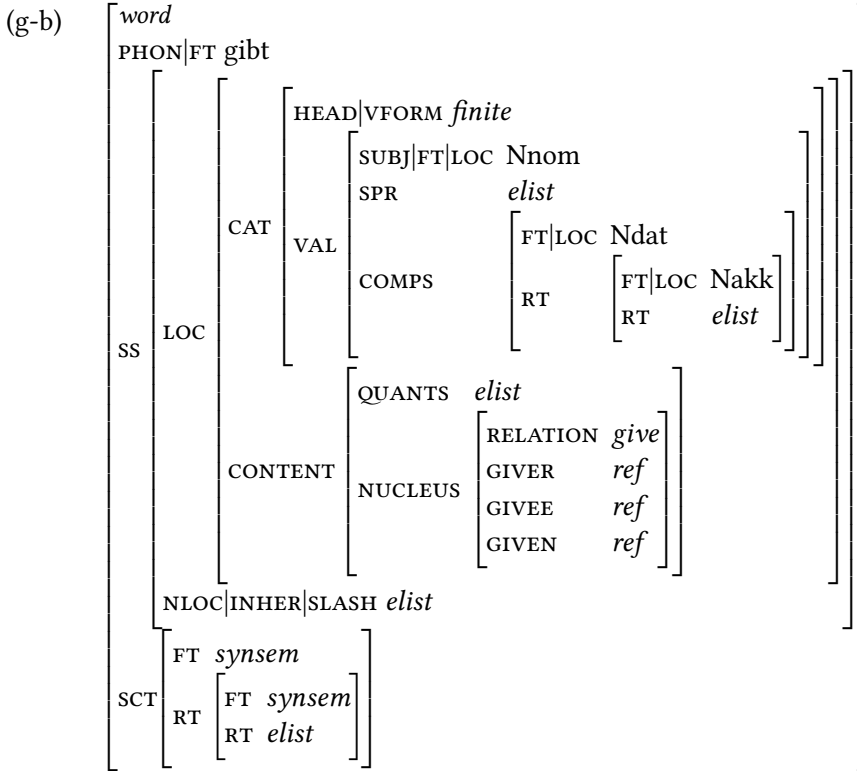 (g-b)
word
PHON|FT gibt
HEAD|VFORM finite
SUBJ|FT|LOC Nnom
SPR elist
CAT
VAL
FT|LOC Ndat
COMPS
FT|LOC Nakk
RT
RT elist
LOC
SS
QUANTS elist
RELATION give
CONTENT
GIVER ref
NUCLEUS
GIVEE ref
GIVEN ref
NLOC|INHER|SLASH elist
FT synsem
SCT
FT synsem
RT
RT elist